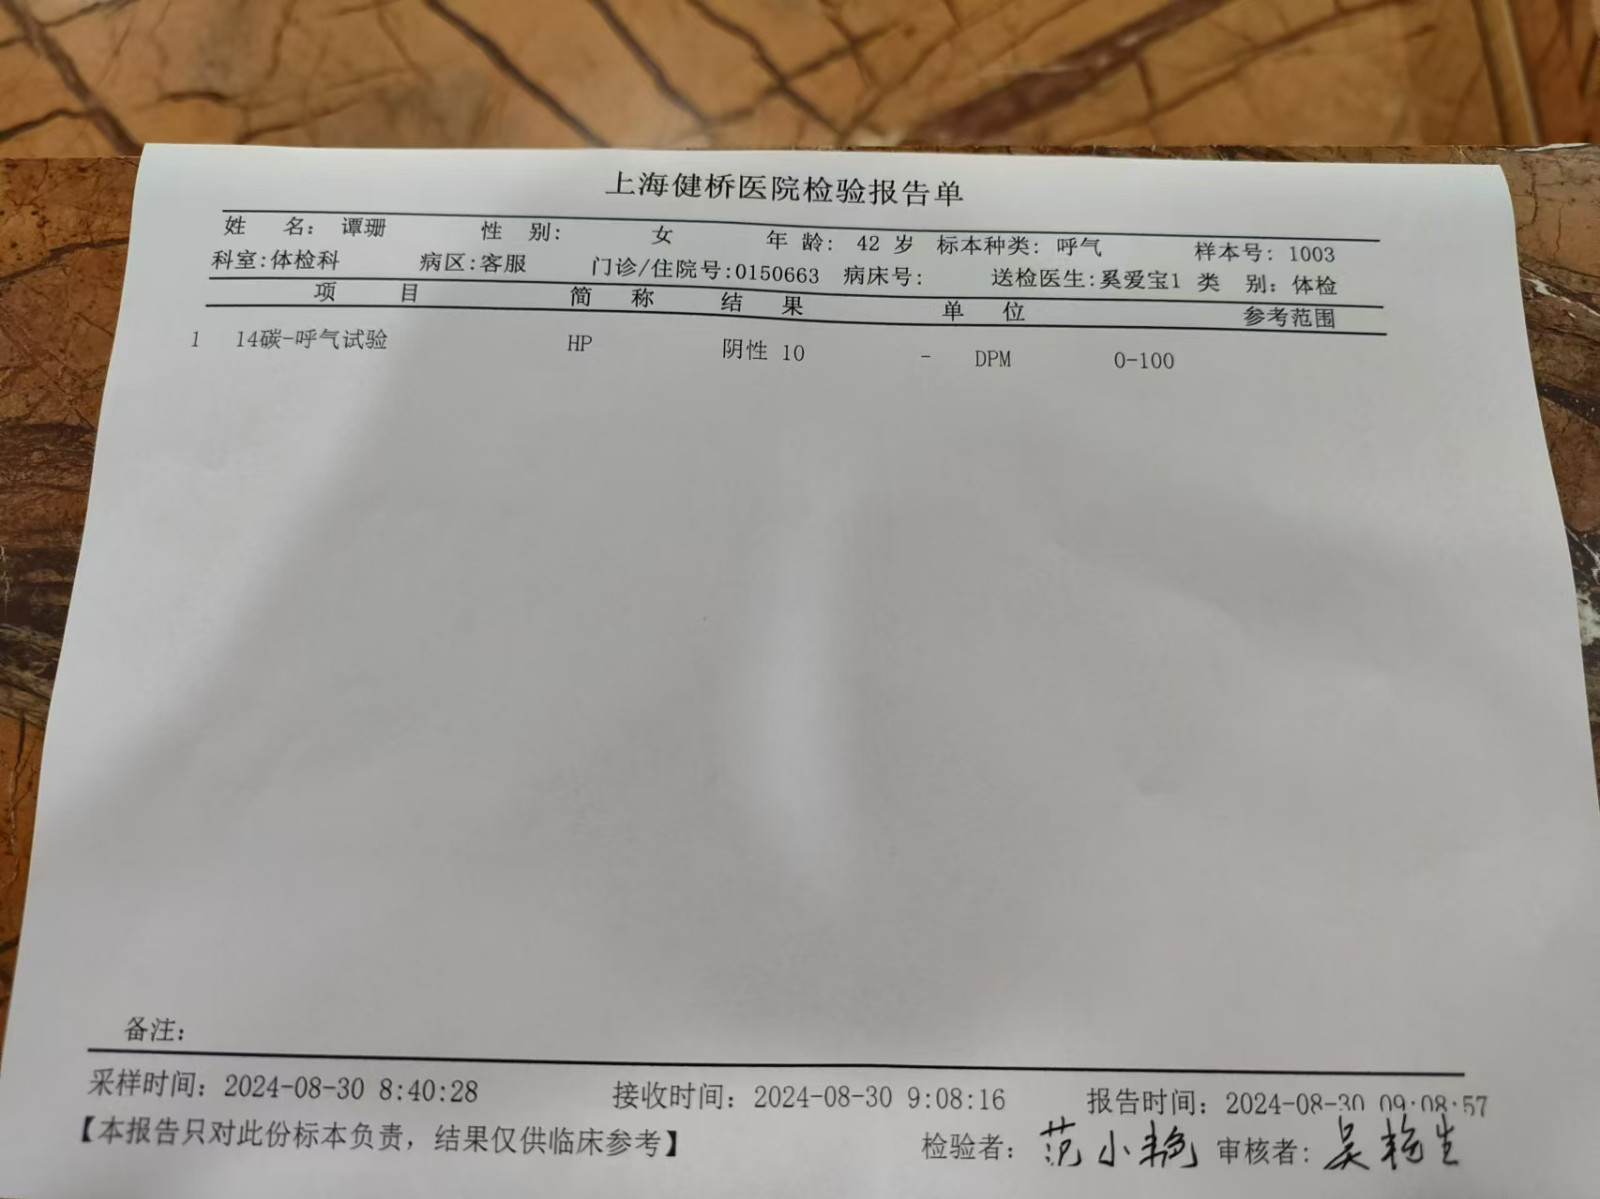 上海健桥医院检验报告单
姓 名: 谭珊 性 别: 女 年 龄: 42 岁 标本种类: 呼气 样本号: 1003
科室:体检科 病区:客服 门诊/住院号:0150663 病床号: 送检医生:奚爱宝1 类 别: 体检
项 目 简 称 结 果 单 位 参考范围
1 14碳-呼气试验 HP 阴性 10 - DPM 0-100
备注:
采样时间: 2024-08-30 8:40:28 接收时间: 2024-08-30 9:08:16 报告时间: 2024-08-30 09:08:57
【本报告只对此份标本负责, 结果仅供临床参考】 检验者: 范小艳 审核者: